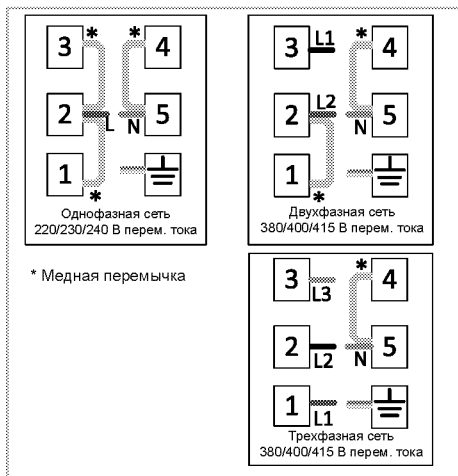 3 * * 4
2 L N 5
1 *
Однофазная сеть
220/230/240 В перем. тока
3 L1 * 4
2 L2 N 5
1 *
Двухфазная сеть
380/400/415 В перем. тока
* Медная перемычка
3 L3 * 4
2 L2 N 5
1 L1
Трехфазная сеть
380/400/415 В перем. тока